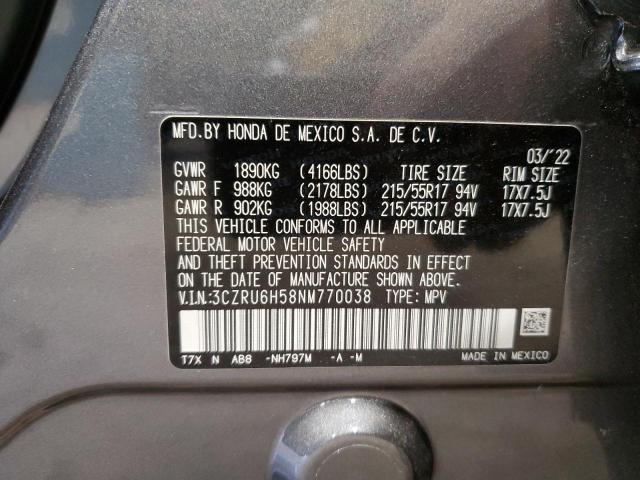 MFD.BY HONDA DE MEXICO S.A. DE C.V.
03/'22
GVWR 1890KG (4166LBS) TIRE SIZE RIM SIZE
GAWR F 988KG (2178LBS) 215/55R17 94V 17X7.5J
GAWR R 902KG (1988LBS) 215/55R17 94V 17X7.5J
THIS VEHICLE CONFORMS TO ALL APPLICABLE
FEDERAL MOTOR VEHICLE SAFETY
AND THEFT PREVENTION STANDARDS IN EFFECT
ON THE DATE OF MANUFACTURE SHOWN ABOVE.
V.I.N:3CZRU6H58NM770038 TYPE: MPV
T7X N AB8 -NH797M -A -M MADE IN MEXICO